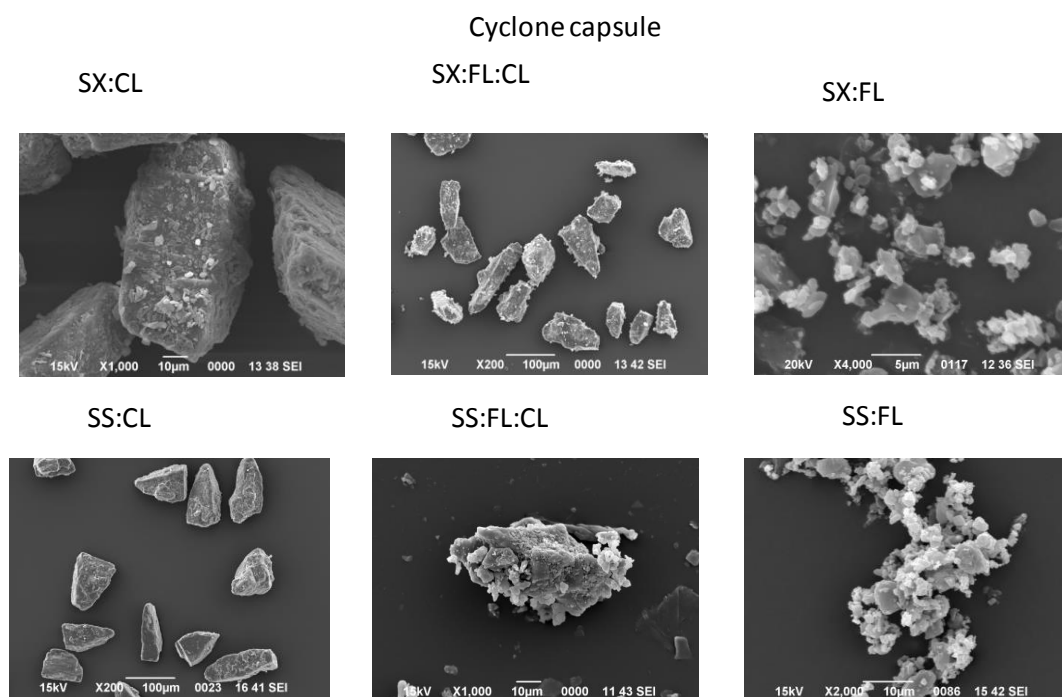 Cyclone capsule
SX:CL
SX:FL:CL
SX:FL
15kV X1,000 10µm 0000 13 38 SEI
15kV X200 100µm 0000 13 42 SEI
20kV X4,000 5µm 0117 12 36 SEI
SS:CL
SS:FL:CL
SS:FL
15kV X200 100µm 0023 16 41 SEI
15kV X1,000 10µm 0000 11 43 SEI
15kV X2,000 10µm 0086 15 42 SEI